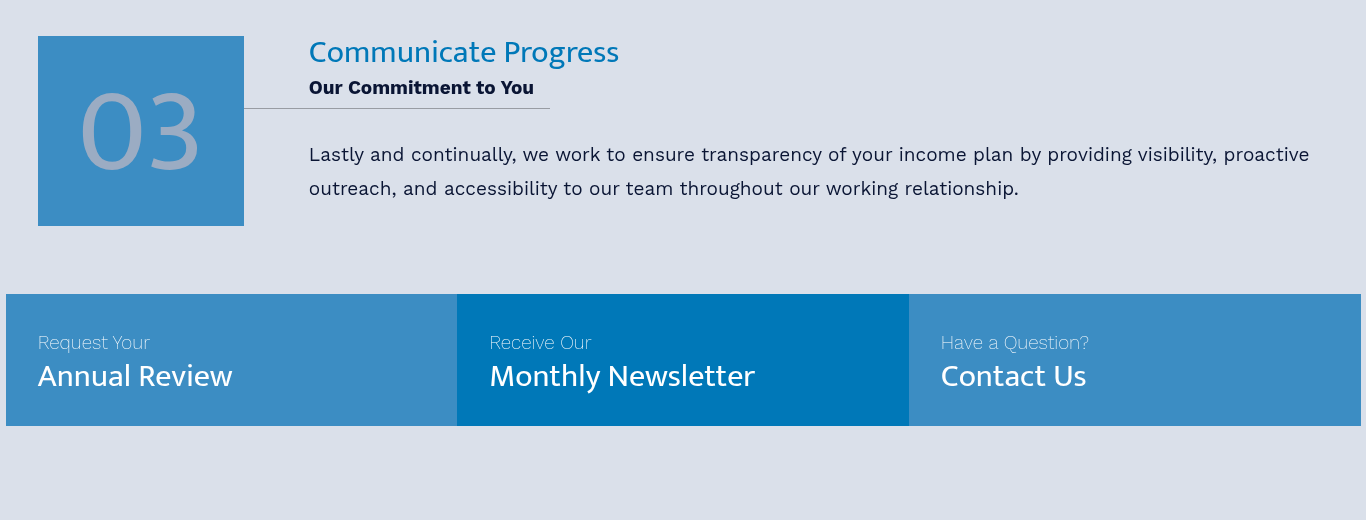 03
Communicate Progress
Our Commitment to You
Lastly and continually, we work to ensure transparency of your income plan by providing visibility, proactive
outreach, and accessibility to our team throughout our working relationship.
Request Your
Annual Review
Receive Our
Monthly Newsletter
Have a Question?
Contact Us